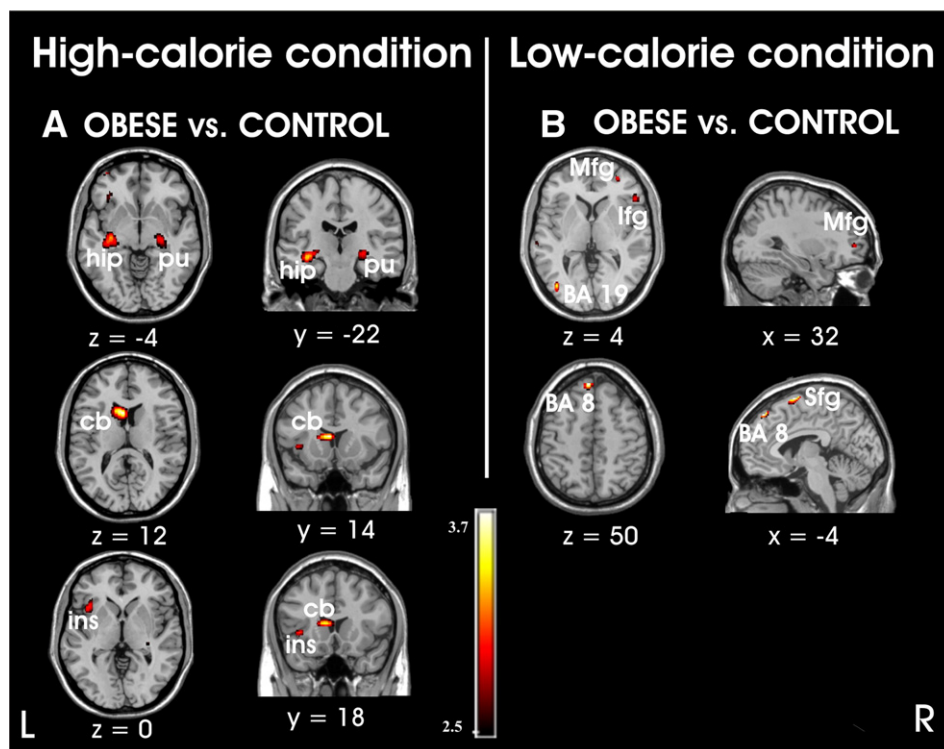 High-calorie condition
A OBESE vs. CONTROL
hip
pu
z = -4
hip
pu
y = -22
cb
z = 12
cb
y = 14
ins
z = 0
cb
ins
y = 18
3.7
2.5
L
Low-calorie condition
B OBESE vs. CONTROL
Mfg
Ifg
BA 19
z = 4
Mfg
x = 32
BA 8
z = 50
Sfg
BA 8
x = -4
R